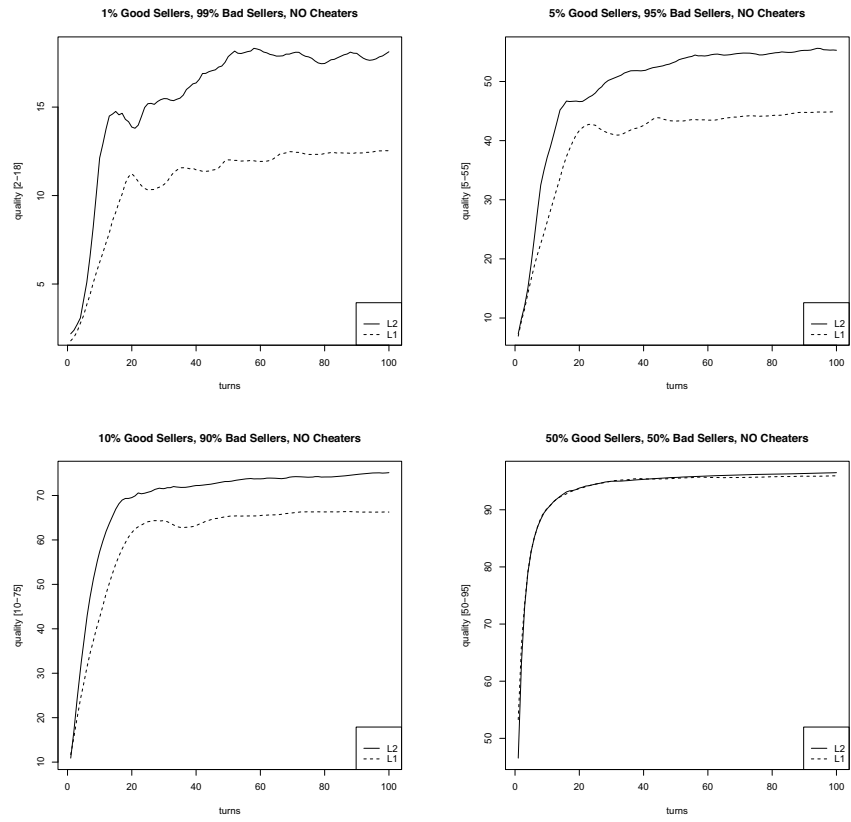 1% Good Sellers, 99% Bad Sellers, NO Cheaters
quality [2−18]
15
10
5
0 20 40 60 80 100
turns
L2
L1
5% Good Sellers, 95% Bad Sellers, NO Cheaters
quality [5−55]
50
40
30
20
10
0 20 40 60 80 100
turns
L2
L1
10% Good Sellers, 90% Bad Sellers, NO Cheaters
quality [10−75]
70
60
50
40
30
20
10
0 20 40 60 80 100
turns
L2
L1
50% Good Sellers, 50% Bad Sellers, NO Cheaters
quality [50−95]
90
80
70
60
50
0 20 40 60 80 100
turns
L2
L1